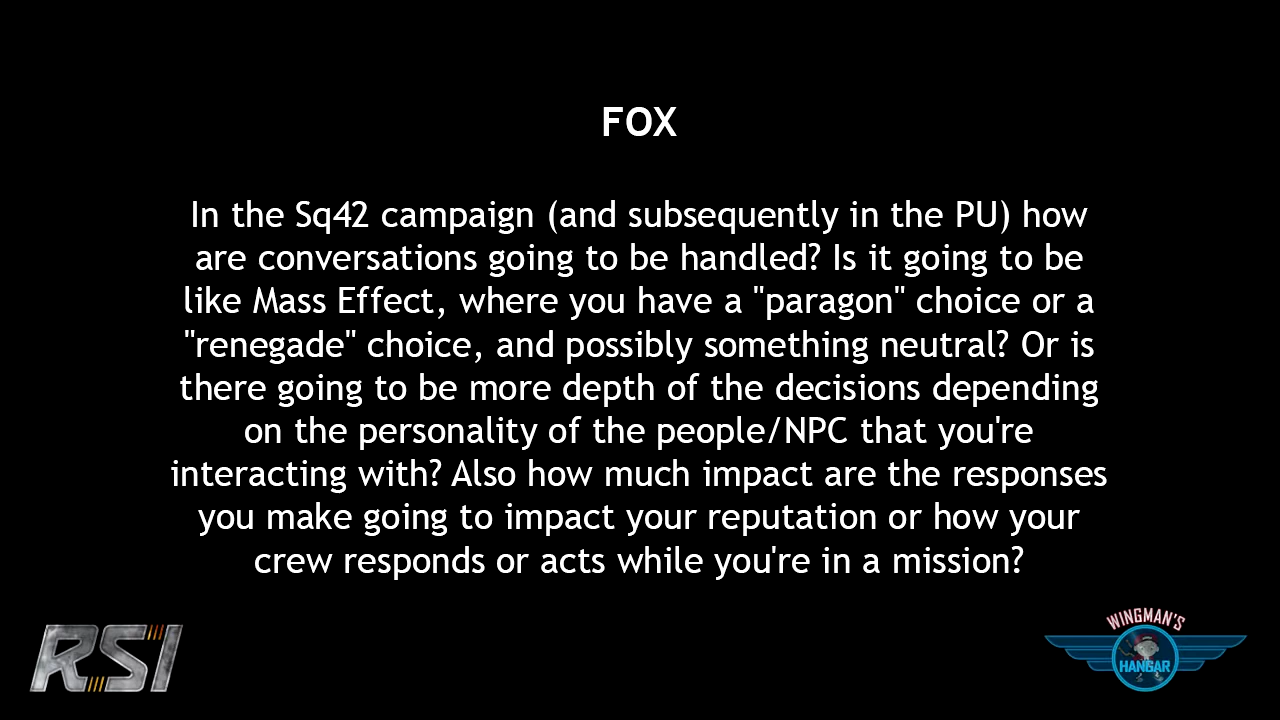 FOX
In the Sq42 campaign (and subsequently in the PU) how
are conversations going to be handled? Is it going to be
like Mass Effect, where you have a "paragon" choice or a
"renegade" choice, and possibly something neutral? Or is
there going to be more depth of the decisions depending
on the personality of the people/NPC that you're
interacting with? Also how much impact are the responses
you make going to impact your reputation or how your
crew responds or acts while you're in a mission?
RSI
WINGMAN'S
HANGAR